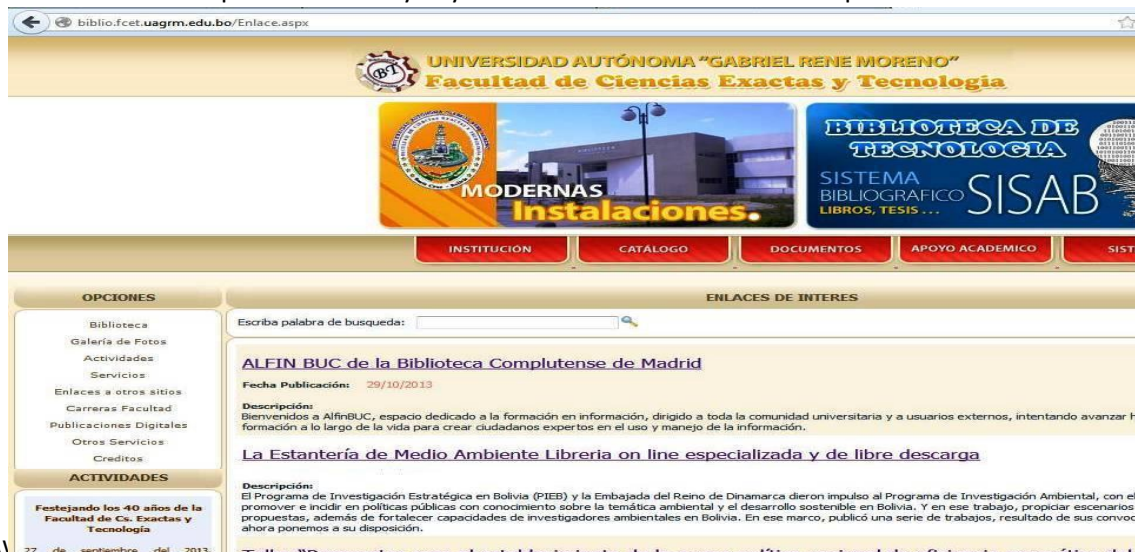 biblio.fcet.uagrm.edu.bo/Enlace.aspx
UNIVERSIDAD AUTÓNOMA "GABRIEL RENE MORENO"
Facultad de Ciencias Exactas y Tecnología
BT
MODERNAS
Instalaciones.
BIBLIOTECA DE
TECNOLOGIA
SISTEMA
BIBLIOGRAFICO SISAB
LIBROS, TESIS ...
INSTITUCIÓN CATÁLOGO DOCUMENTOS APOYO ACADEMICO SIST
OPCIONES
Biblioteca
Galería de Fotos
Actividades
Servicios
Enlaces a otros sitios
Carreras Facultad
Publicaciones Digitales
Otros Servicios
Creditos
ACTIVIDADES
Festejando los 40 años de la
Facultad de Cs. Exactas y
Tecnología
27 de septiembre del 2013.
ENLACES DE INTERES
Escriba palabra de busqueda:
ALFIN BUC de la Biblioteca Complutense de Madrid
Fecha Publicación: 29/10/2013
Descripción:
Bienvenidos a AlfinBUC, espacio dedicado a la formación en información, dirigido a toda la comunidad universitaria y a usuarios externos, intentando avanzar h
formación a lo largo de la vida para crear ciudadanos expertos en el uso y manejo de la información.
La Estantería de Medio Ambiente Libreria on line especializada y de libre descarga
Descripción:
El Programa de Investigación Estratégica en Bolivia (PIEB) y la Embajada del Reino de Dinamarca dieron impulso al Programa de Investigación Ambiental, con el
promover e incidir en políticas públicas con conocimiento sobre la temática ambiental y el desarrollo sostenible en Bolivia. Y en ese trabajo, propiciar escenarios
propuestas, además de fortalecer capacidades de investigadores ambientales en Bolivia. En ese marco, publicó una serie de trabajos, resultado de sus convoc
ahora ponemos a su disposición.